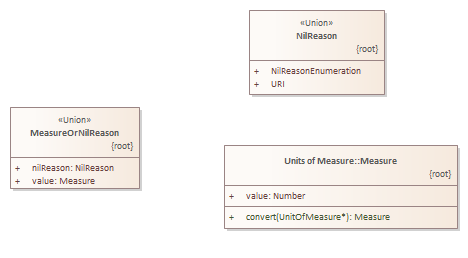 «Union»
NilReason
{root}
+ NilReasonEnumeration
+ URI
«Union»
MeasureOrNilReason
{root}
+ nilReason: NilReason
+ value: Measure
Units of Measure::Measure
{root}
+ value: Number
+ convert(UnitOfMeasure*): Measure